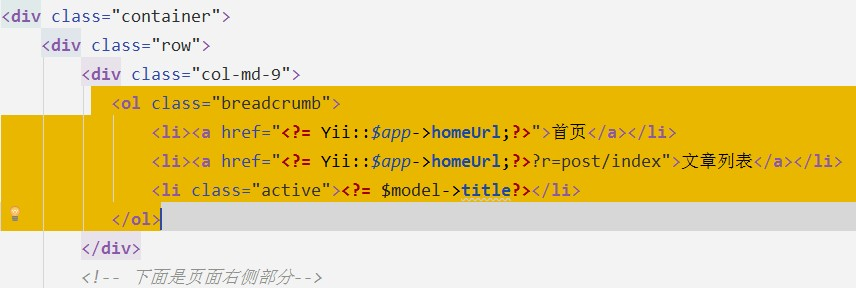 <div class="container">
<div class="row">
<div class="col-md-9">
<ol class="breadcrumb">
<li><a href="<?= Yii::$app->homeUrl;?>">首页</a></li>
<li><a href="<?= Yii::$app->homeUrl;?>?r=post/index">文章列表</a></li>
<li class="active"><?= $model->title?></li>
</ol>
</div>
<!-- 下面是页面右侧部分-->